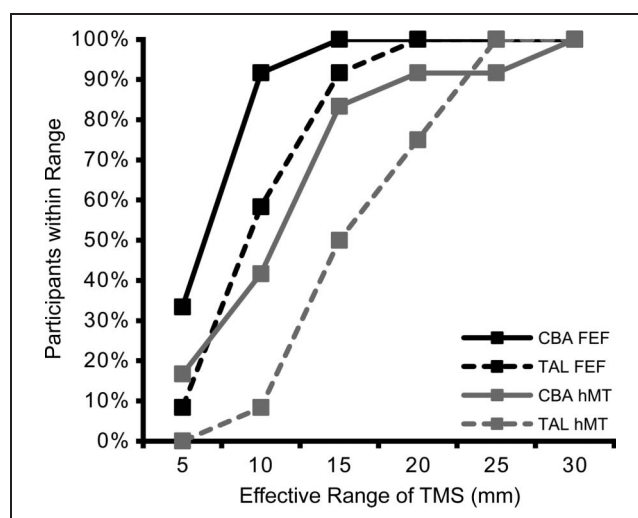 100%
90%
80%
70%
60%
50%
40%
30%
20%
10%
0%
Participants within Range
CBA FEF
TAL FEF
CBA hMT
TAL hMT
5 10 15 20 25 30
Effective Range of TMS (mm)